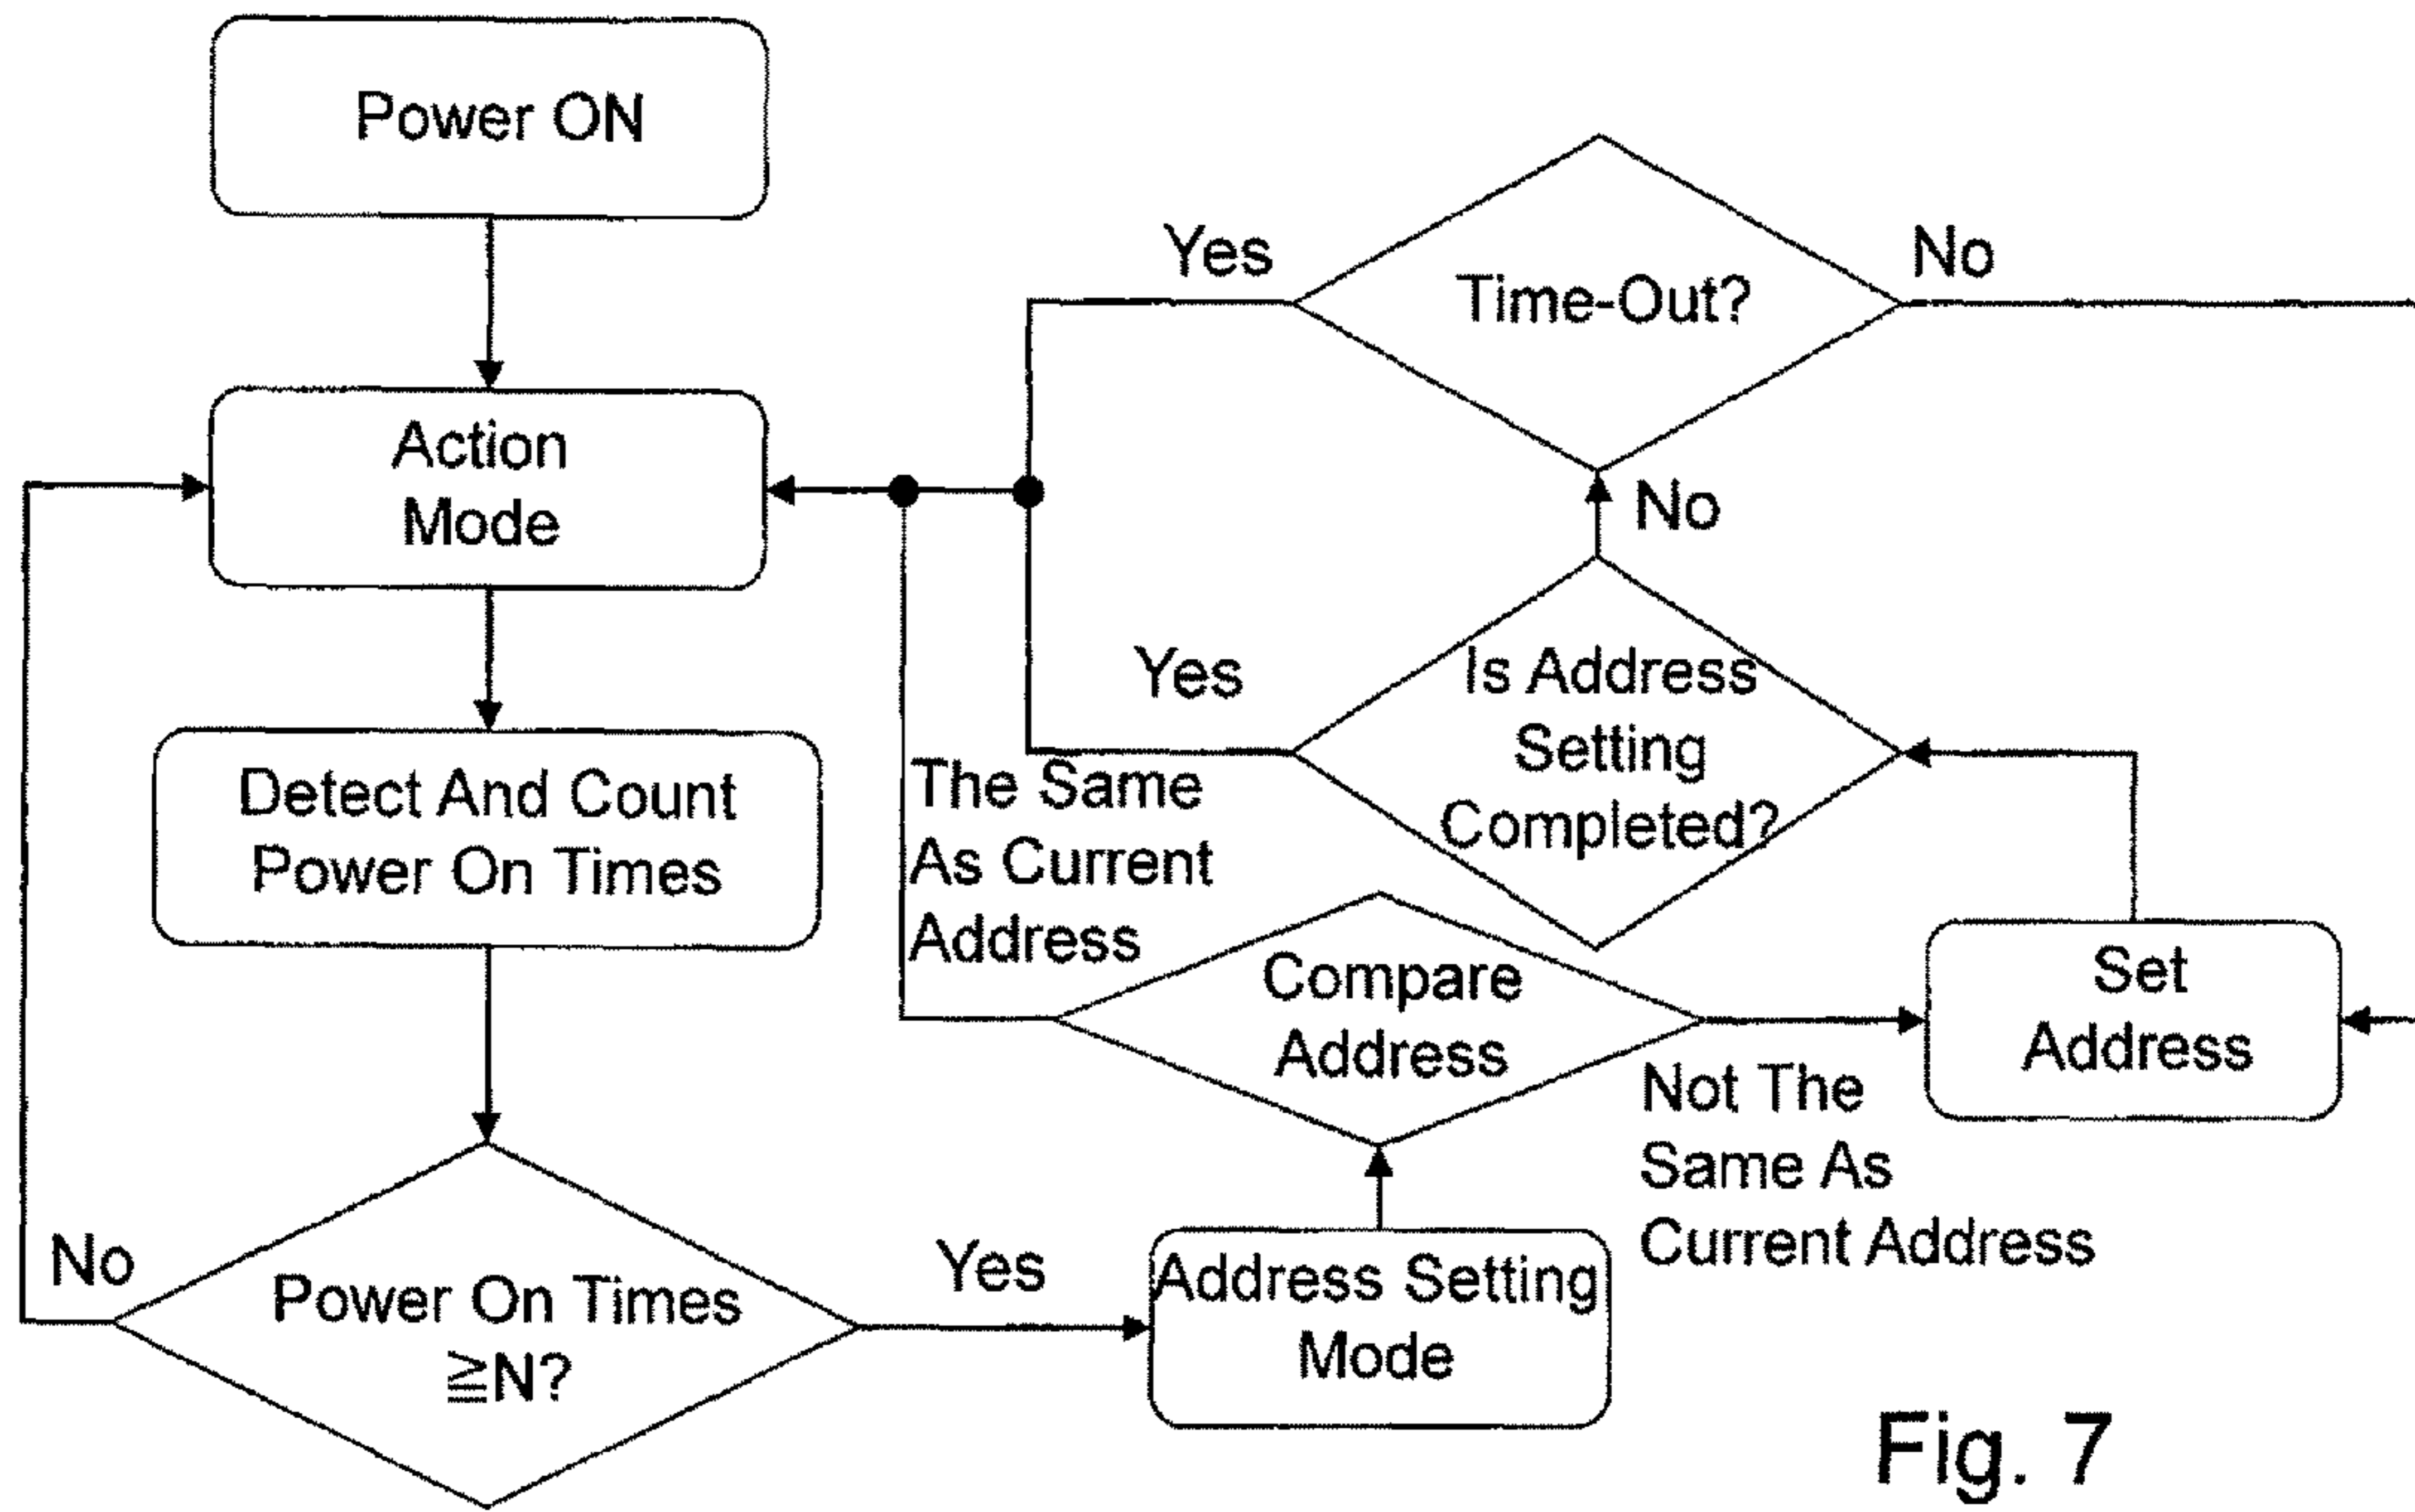 Power ON
Action
Mode
Detect And Count
Power On Times
No
Power On Times
≧N?
Yes
Address Setting
Mode
Compare
Address
The Same
As Current
Address
Not The
Same As
Current Address
Set
Address
Is Address
Setting
Completed?
Yes
No
Time-Out?
Yes
No
Fig. 7